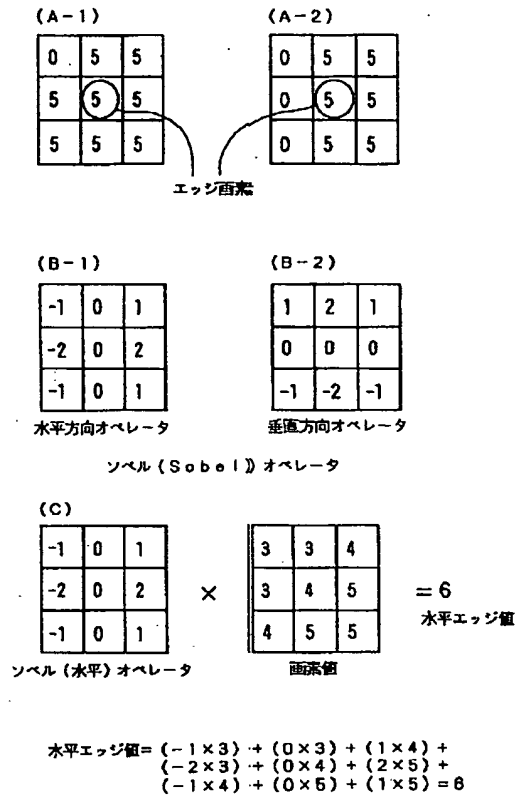 (A-1) (A-2)
0 5 5 0 5 5
5 5 5 0 5 5
5 5 5 0 5 5
エッジ画素
(B-1) (B-2)
-1 0 1 1 2 1
-2 0 2 0 0 0
-1 0 1 -1 -2 -1
水平方向オペレータ 垂直方向オペレータ
ソベル(Sobel))オペレータ
(C)
-1 0 1 3 3 4
-2 0 2 × 3 4 5 =6
-1 0 1 4 5 5 水平エッジ値
ソベル(水平)オペレータ 画素値
水平エッジ値=(-1×3)+(0×3)+(1×4)+
(-2×3)+(0×4)+(2×5)+
(-1×4)+(0×5)+(1×5)=6